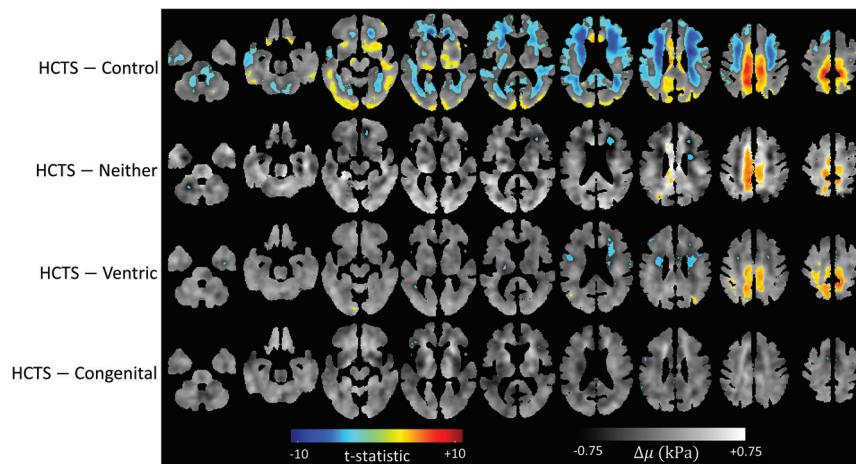 HCTS – Control
HCTS – Neither
HCTS – Ventric
HCTS – Congenital
-10 t-statistic +10
-0.75 Δμ (kPa) +0.75